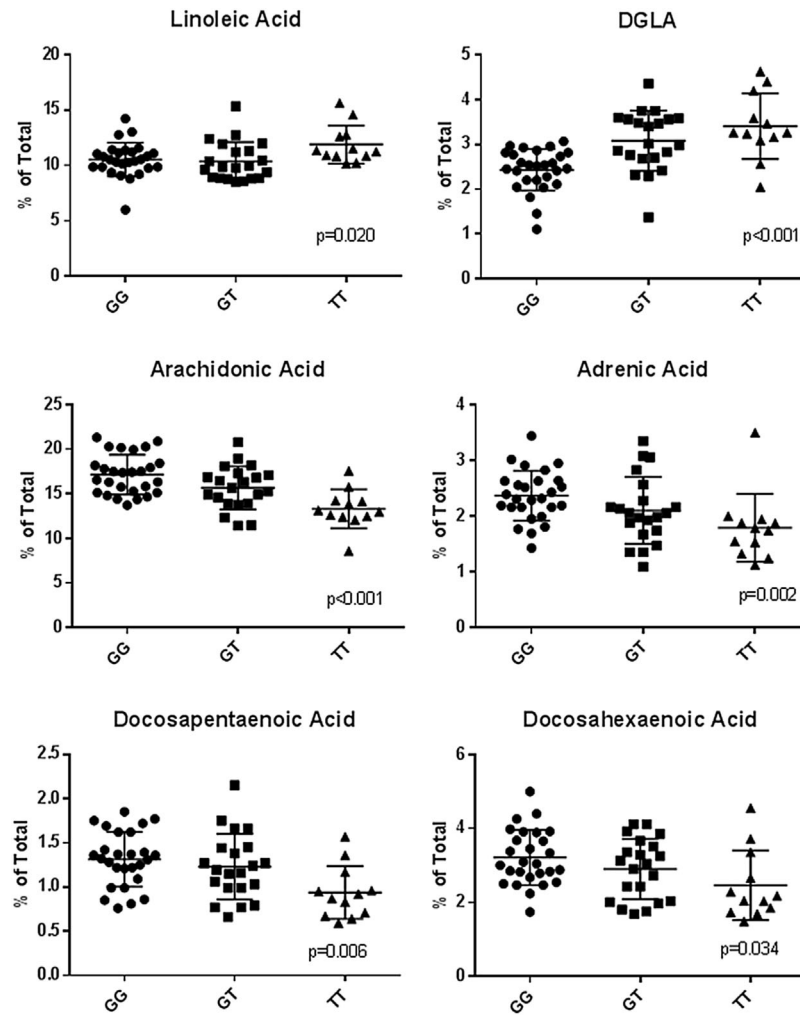 Linoleic Acid
% of Total
20
15
10
5
0
p=0.020
GG
GT
TT
DGLA
% of Total
5
4
3
2
1
0
p<0.001
GG
GT
TT
Arachidonic Acid
% of Total
25
20
15
10
5
0
p<0.001
GG
GT
TT
Adrenic Acid
% of Total
4
3
2
1
0
p=0.002
GG
GT
TT
Docosapentaenoic Acid
% of Total
2.5
2.0
1.5
1.0
0.5
0.0
p=0.006
GG
GT
TT
Docosahexaenoic Acid
% of Total
6
4
2
0
p=0.034
GG
GT
TT